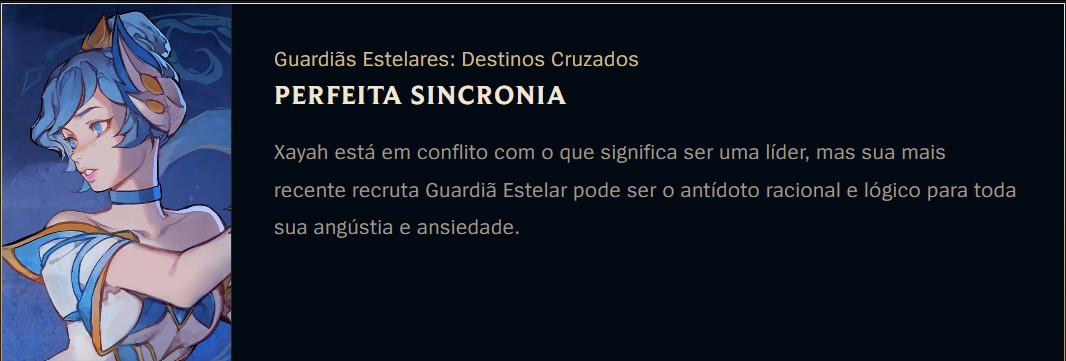 Guardiãs Estelares: Destinos Cruzados
PERFEITA SINCRONIA
Xayah está em conflito com o que significa ser uma líder, mas sua mais
recente recruta Guardiã Estelar pode ser o antídoto racional e lógico para toda
sua angústia e ansiedade.